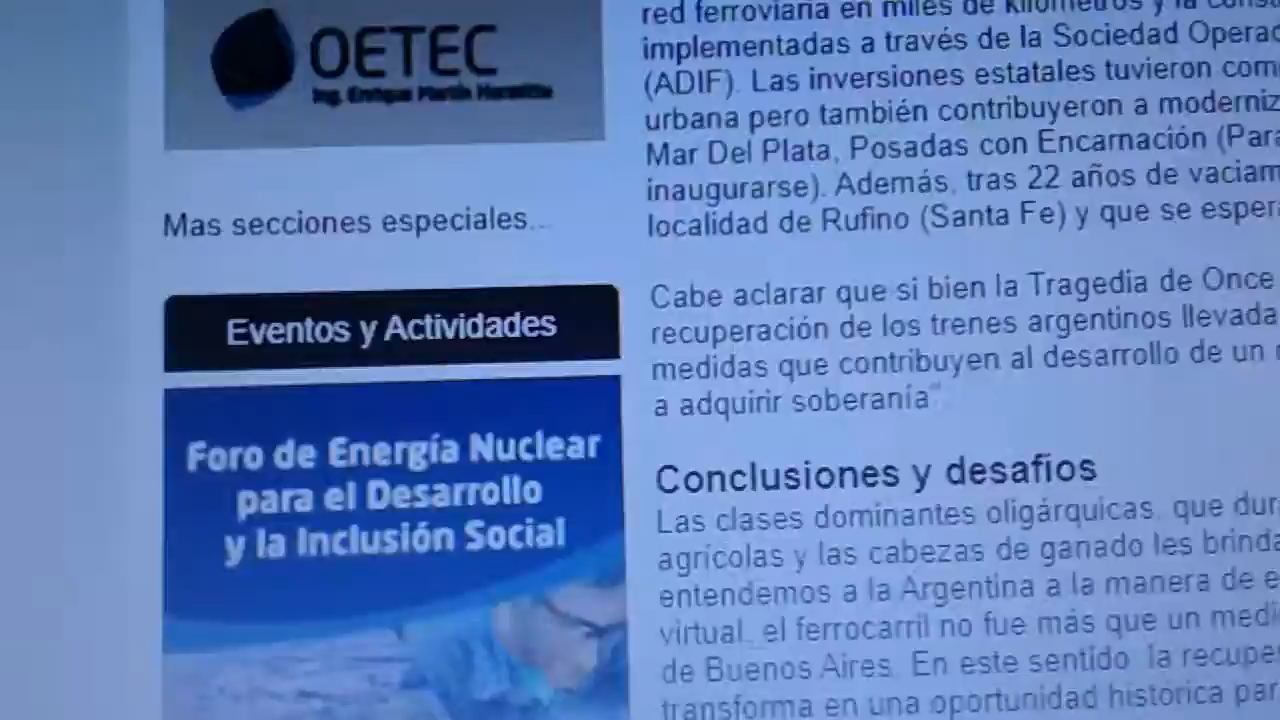 OETEC
Mas secciones especiales...
Eventos y Actividades
Foro de Energía Nuclear
para el Desarrollo
y la Inclusión Social
red ferroviaria en miles de kilómetros y la
implementadas a través de la Sociedad Operad
(ADIF). Las inversiones estatales tuvieron com
urbana pero también contribuyeron a moderniz
Mar Del Plata, Posadas con Encarnación (Para
inaugurarse). Además, tras 22 años de vaciam
localidad de Rufino (Santa Fe) y que se esper
Cabe aclarar que si bien la Tragedia de Once
recuperación de los trenes argentinos llevada
medidas que contribuyen al desarrollo de un
a adquirir soberanía"
Conclusiones y desafíos
Las clases dominantes oligárquicas, que dur
agrícolas y las cabezas de ganado les brinda
entendemos a la Argentina a la manera de e
virtual, el ferrocarril no fue más que un medi
de Buenos Aires. En este sentido, la recupe
transforma en una oportunidad histórica par